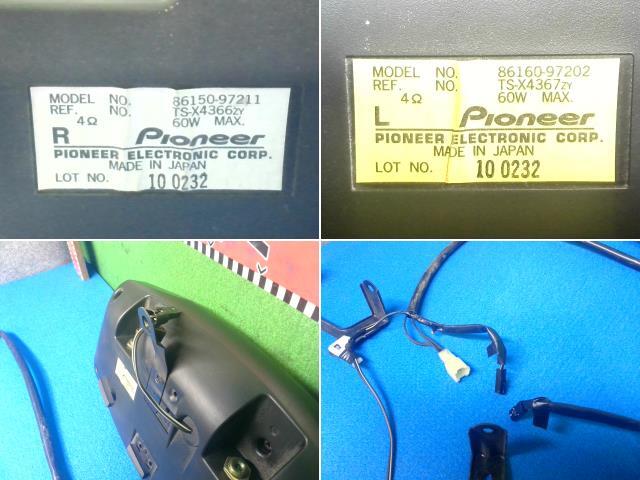 MODEL NO. 86150-97211
REF. NO. TS-X4366ZY
4Ω 60W MAX.
R Pioneer
PIONEER ELECTRONIC CORP.
MADE IN JAPAN
LOT NO. 10 0232
MODEL NO. 86160-97202
REF. NO. TS-X4367ZY
4Ω 60W MAX.
L Pioneer
PIONEER ELECTRONIC CORP.
MADE IN JAPAN
LOT NO. 10 0232